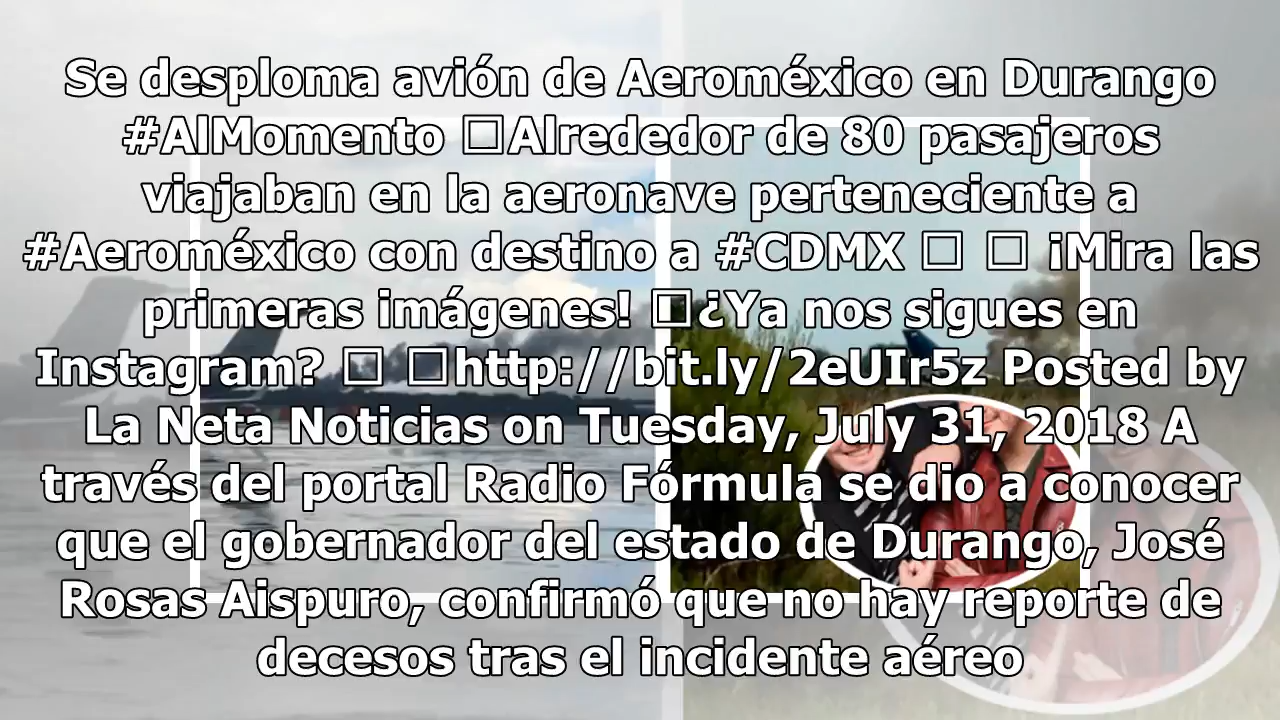 Se desploma avión de Aeroméxico en Durango
#AlMomento □Alrededor de 80 pasajeros
viajaban en la aeronave perteneciente a
#Aeroméxico con destino a #CDMX □ □ ¡Mira las
primeras imágenes! □¿Ya nos sigues en
Instagram? □ □http://bit.ly/2eUIr5z Posted by
La Neta Noticias on Tuesday, July 31, 2018 A
través del portal Radio Fórmula se dio a conocer
que el gobernador del estado de Durango, José
Rosas Aispuro, confirmó que no hay reporte de
decesos tras el incidente aéreo